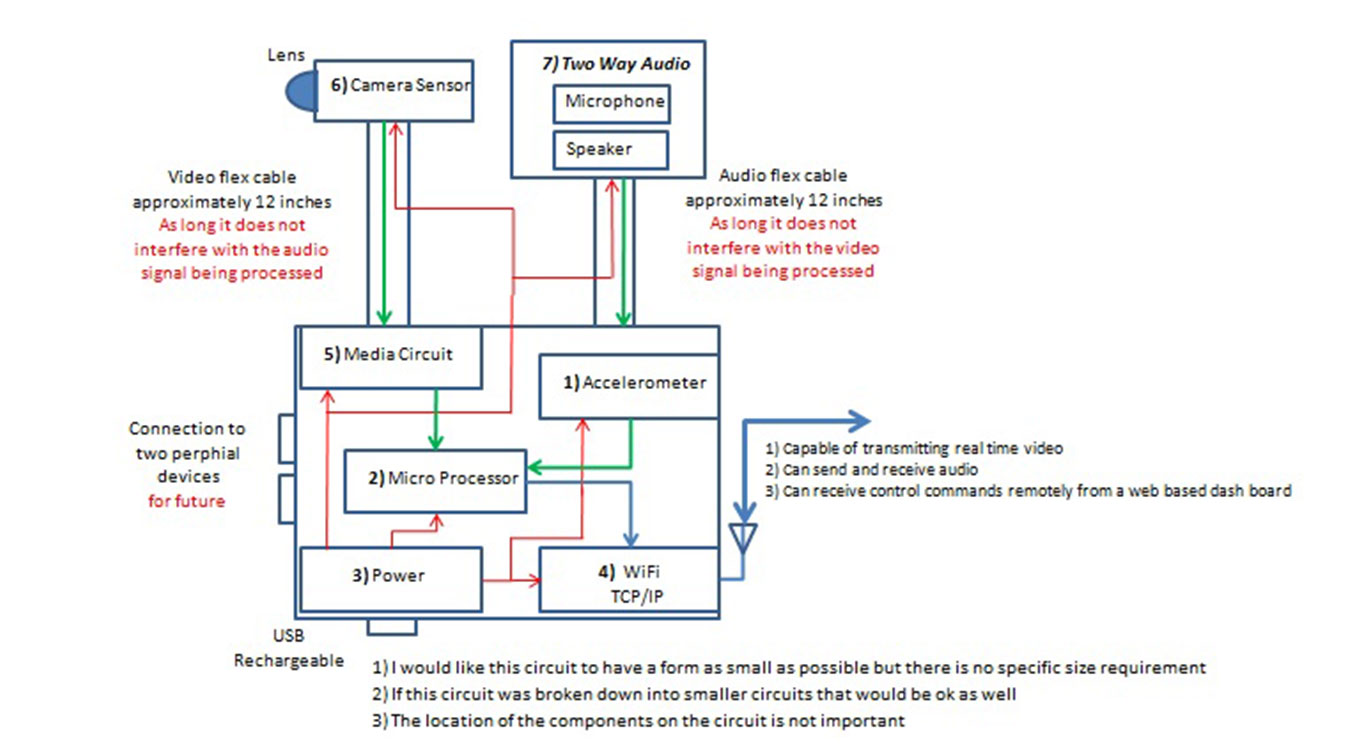 Lens
6) Camera Sensor
7) Two Way Audio
Microphone
Speaker
Video flex cable
approximately 12 inches
As long it does not
interfere with the audio
signal being processed
Audio flex cable
approximately 12 inches
As long it does not
interfere with the video
signal being processed
5) Media Circuit
1) Accelerometer
Connection to
two perphial
devices
for future
2) Micro Processor
1) Capable of transmitting real time video
2) Can send and receive audio
3) Can receive control commands remotely from a web based dash board
3) Power
4) WiFi
TCP/IP
USB
Rechargeable
1) I would like this circuit to have a form as small as possible but there is no specific size requirement
2) If this circuit was broken down into smaller circuits that would be ok as well
3) The location of the components on the circuit is not important